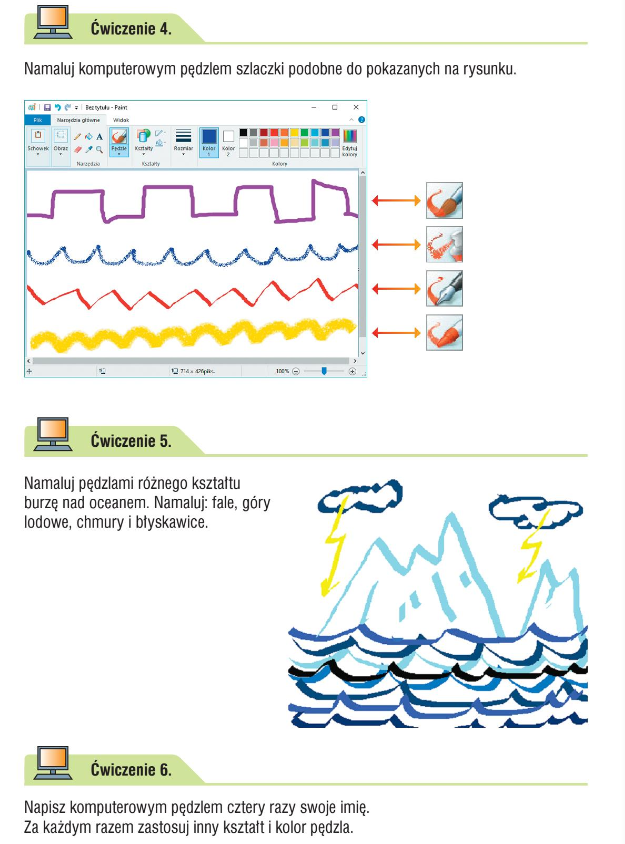 Ćwiczenie 4.
Namaluj komputerowym pędzlem szlaczki podobne do pokazanych na rysunku.
Bez tytułu - Paint
Plik Narzędzia główne Widok
Schowek Obraz Pędzle Kształty Rozmiar Kolor 1 Kolor 2 Edytuj kolory
Narzędzia Kształty Kolory
714 × 426piks. 100%
Ćwiczenie 5.
Namaluj pędzlami różnego kształtu
burzę nad oceanem. Namaluj: fale, góry
lodowe, chmury i błyskawice.
Ćwiczenie 6.
Napisz komputerowym pędzlem cztery razy swoje imię.
Za każdym razem zastosuj inny kształt i kolor pędzla.